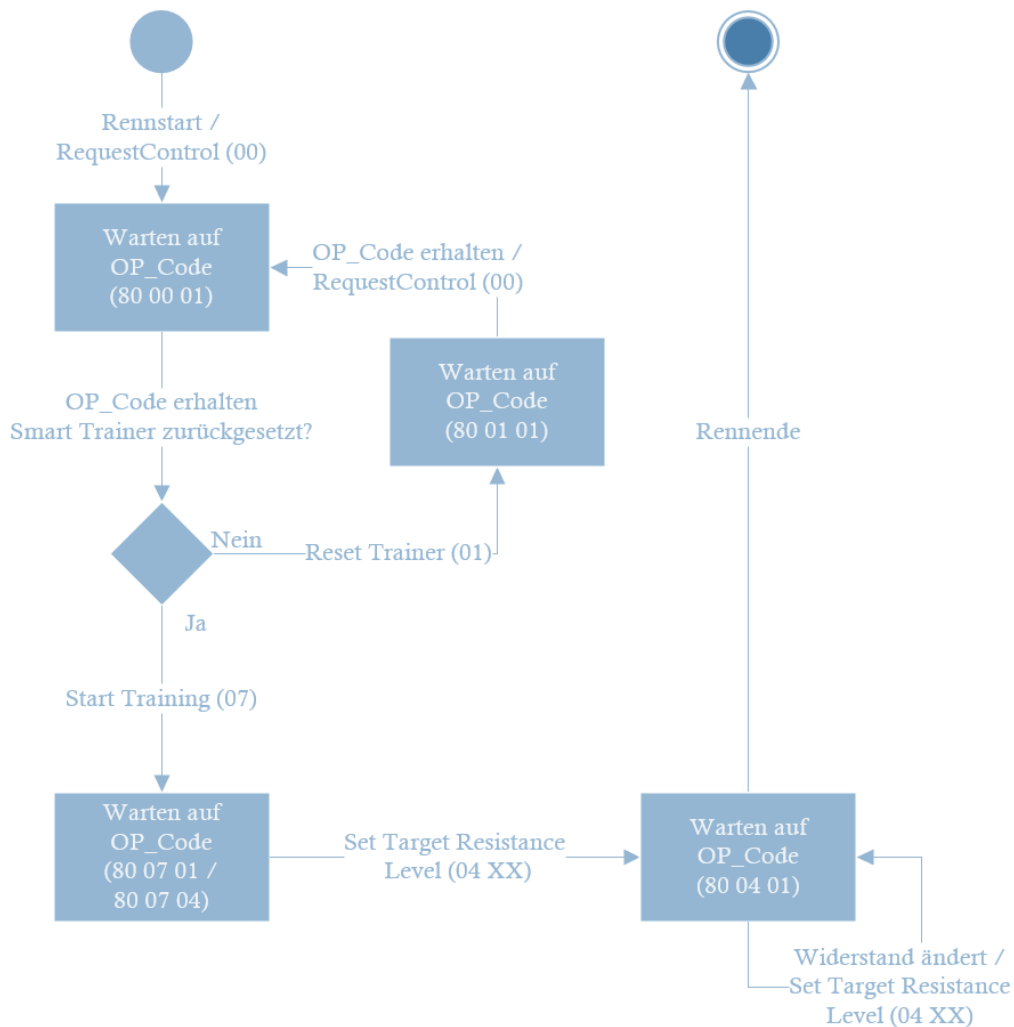 Rennstart /
RequestControl (00)
Warten auf
OP_Code
(80 00 01)
OP_Code erhalten /
RequestControl (00)
Warten auf
OP_Code
(80 01 01)
OP_Code erhalten
Smart Trainer zurückgesetzt?
Rennende
Nein
Reset Trainer (01)
Ja
Start Training (07)
Warten auf
OP_Code
(80 07 01 /
80 07 04)
Set Target Resistance
Level (04 XX)
Warten auf
OP_Code
(80 04 01)
Widerstand ändert /
Set Target Resistance
Level (04 XX)